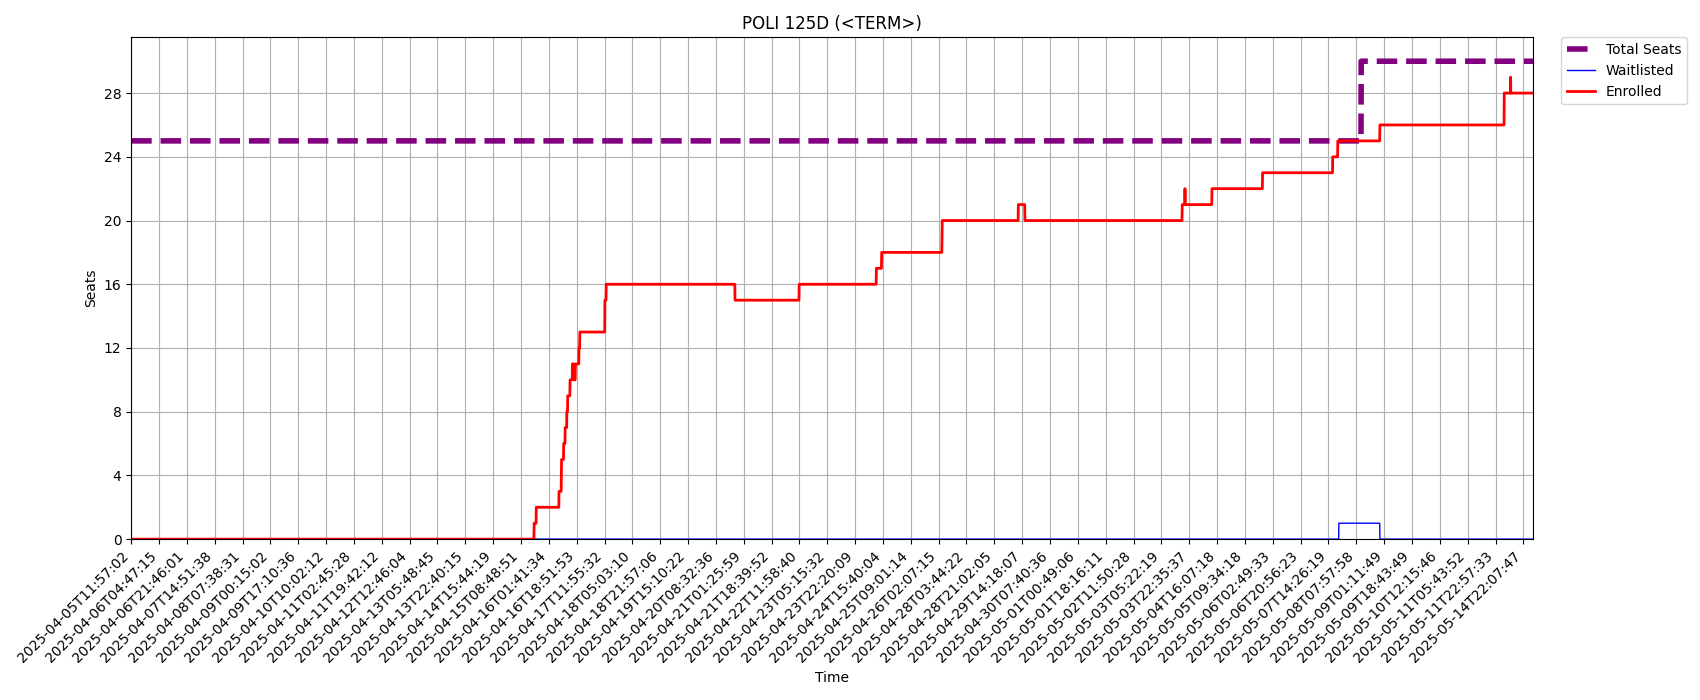 POLI 125D (<TERM>)
Total Seats
Waitlisted
Enrolled
Seats
28
24
20
16
12
8
4
0
2025-04-05T11:57:02
2025-04-06T04:47:15
2025-04-06T21:46:01
2025-04-07T14:51:38
2025-04-08T07:38:31
2025-04-09T00:15:02
2025-04-09T17:10:36
2025-04-10T10:02:12
2025-04-11T02:45:28
2025-04-11T19:42:12
2025-04-12T12:46:04
2025-04-13T05:48:45
2025-04-13T22:40:15
2025-04-14T15:44:19
2025-04-15T08:48:51
2025-04-16T01:41:34
2025-04-16T18:51:53
2025-04-17T11:55:32
2025-04-18T05:03:10
2025-04-18T21:57:06
2025-04-19T15:10:22
2025-04-20T08:32:36
2025-04-21T01:25:59
2025-04-21T18:39:52
2025-04-22T11:58:40
2025-04-23T05:15:32
2025-04-23T22:20:09
2025-04-24T15:40:04
2025-04-25T09:01:14
2025-04-26T02:07:15
2025-04-28T03:44:22
2025-04-28T21:02:05
2025-04-29T14:18:07
2025-04-30T07:40:36
2025-05-01T00:49:06
2025-05-01T18:16:11
2025-05-02T11:50:28
2025-05-03T05:22:19
2025-05-03T22:35:37
2025-05-04T16:07:18
2025-05-05T09:34:18
2025-05-06T02:49:33
2025-05-06T20:56:23
2025-05-07T14:26:19
2025-05-08T07:57:58
2025-05-09T01:11:49
2025-05-09T18:43:49
2025-05-10T12:15:46
2025-05-11T05:43:52
2025-05-11T22:57:33
2025-05-14T22:07:47
Time